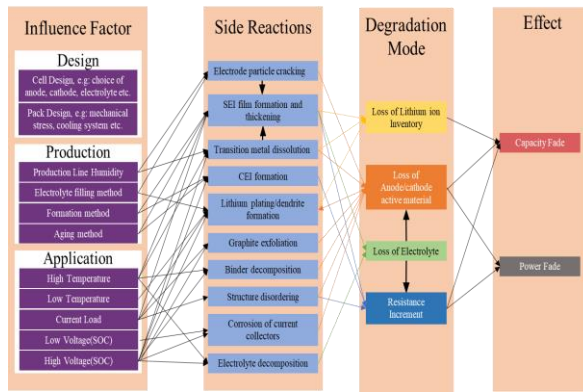 Influence Factor
Design
Cell Design, e.g: choice of
anode, cathode, electrolyte etc.
Pack Design, e.g: mechanical
stress, cooling system etc.
Production
Production Line Humidity
Electrolyte filling method
Formation method
Aging method
Application
High Temperature
Low Temperature
Current Load
Low Voltage(SOC)
High Voltage(SOC)
Side Reactions
Electrode particle cracking
SEI film formation and
thickening
Transition metal dissolution
CEI formation
Lithium plating/dendrite
formation
Graphite exfoliation
Binder decomposition
Structure disordering
Corrosion of current
collectors
Electrolyte decomposition
Degradation
Mode
Loss of Lithium ion
Inventory
Loss of
Anode/cathode
active material
Loss of Electrolyte
Resistance
Increment
Effect
Capacity Fade
Power Fade